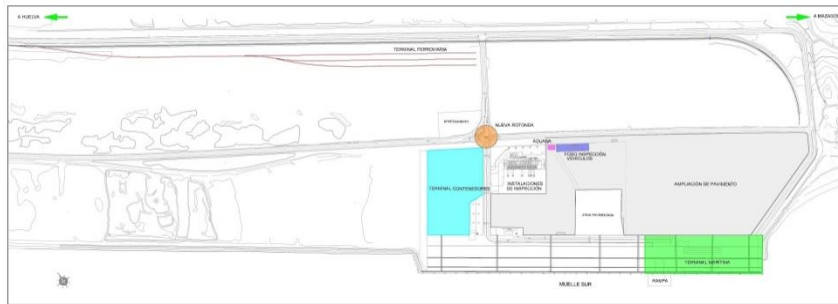 A HUELVA
A MAZAGÓN
TERMINAL FERROVIARIA
APARCAMIENTO
NUEVA ROTONDA
ADUANA
FOSO INSPECCIÓN
VEHÍCULOS
TERMINAL CONTENEDORES
INSTALACIONES
DE INSPECCIÓN
AMPLIACIÓN DE PAVIMENTO
TERMINAL MARÍTIMA
RAMPA
MUELLE SUR